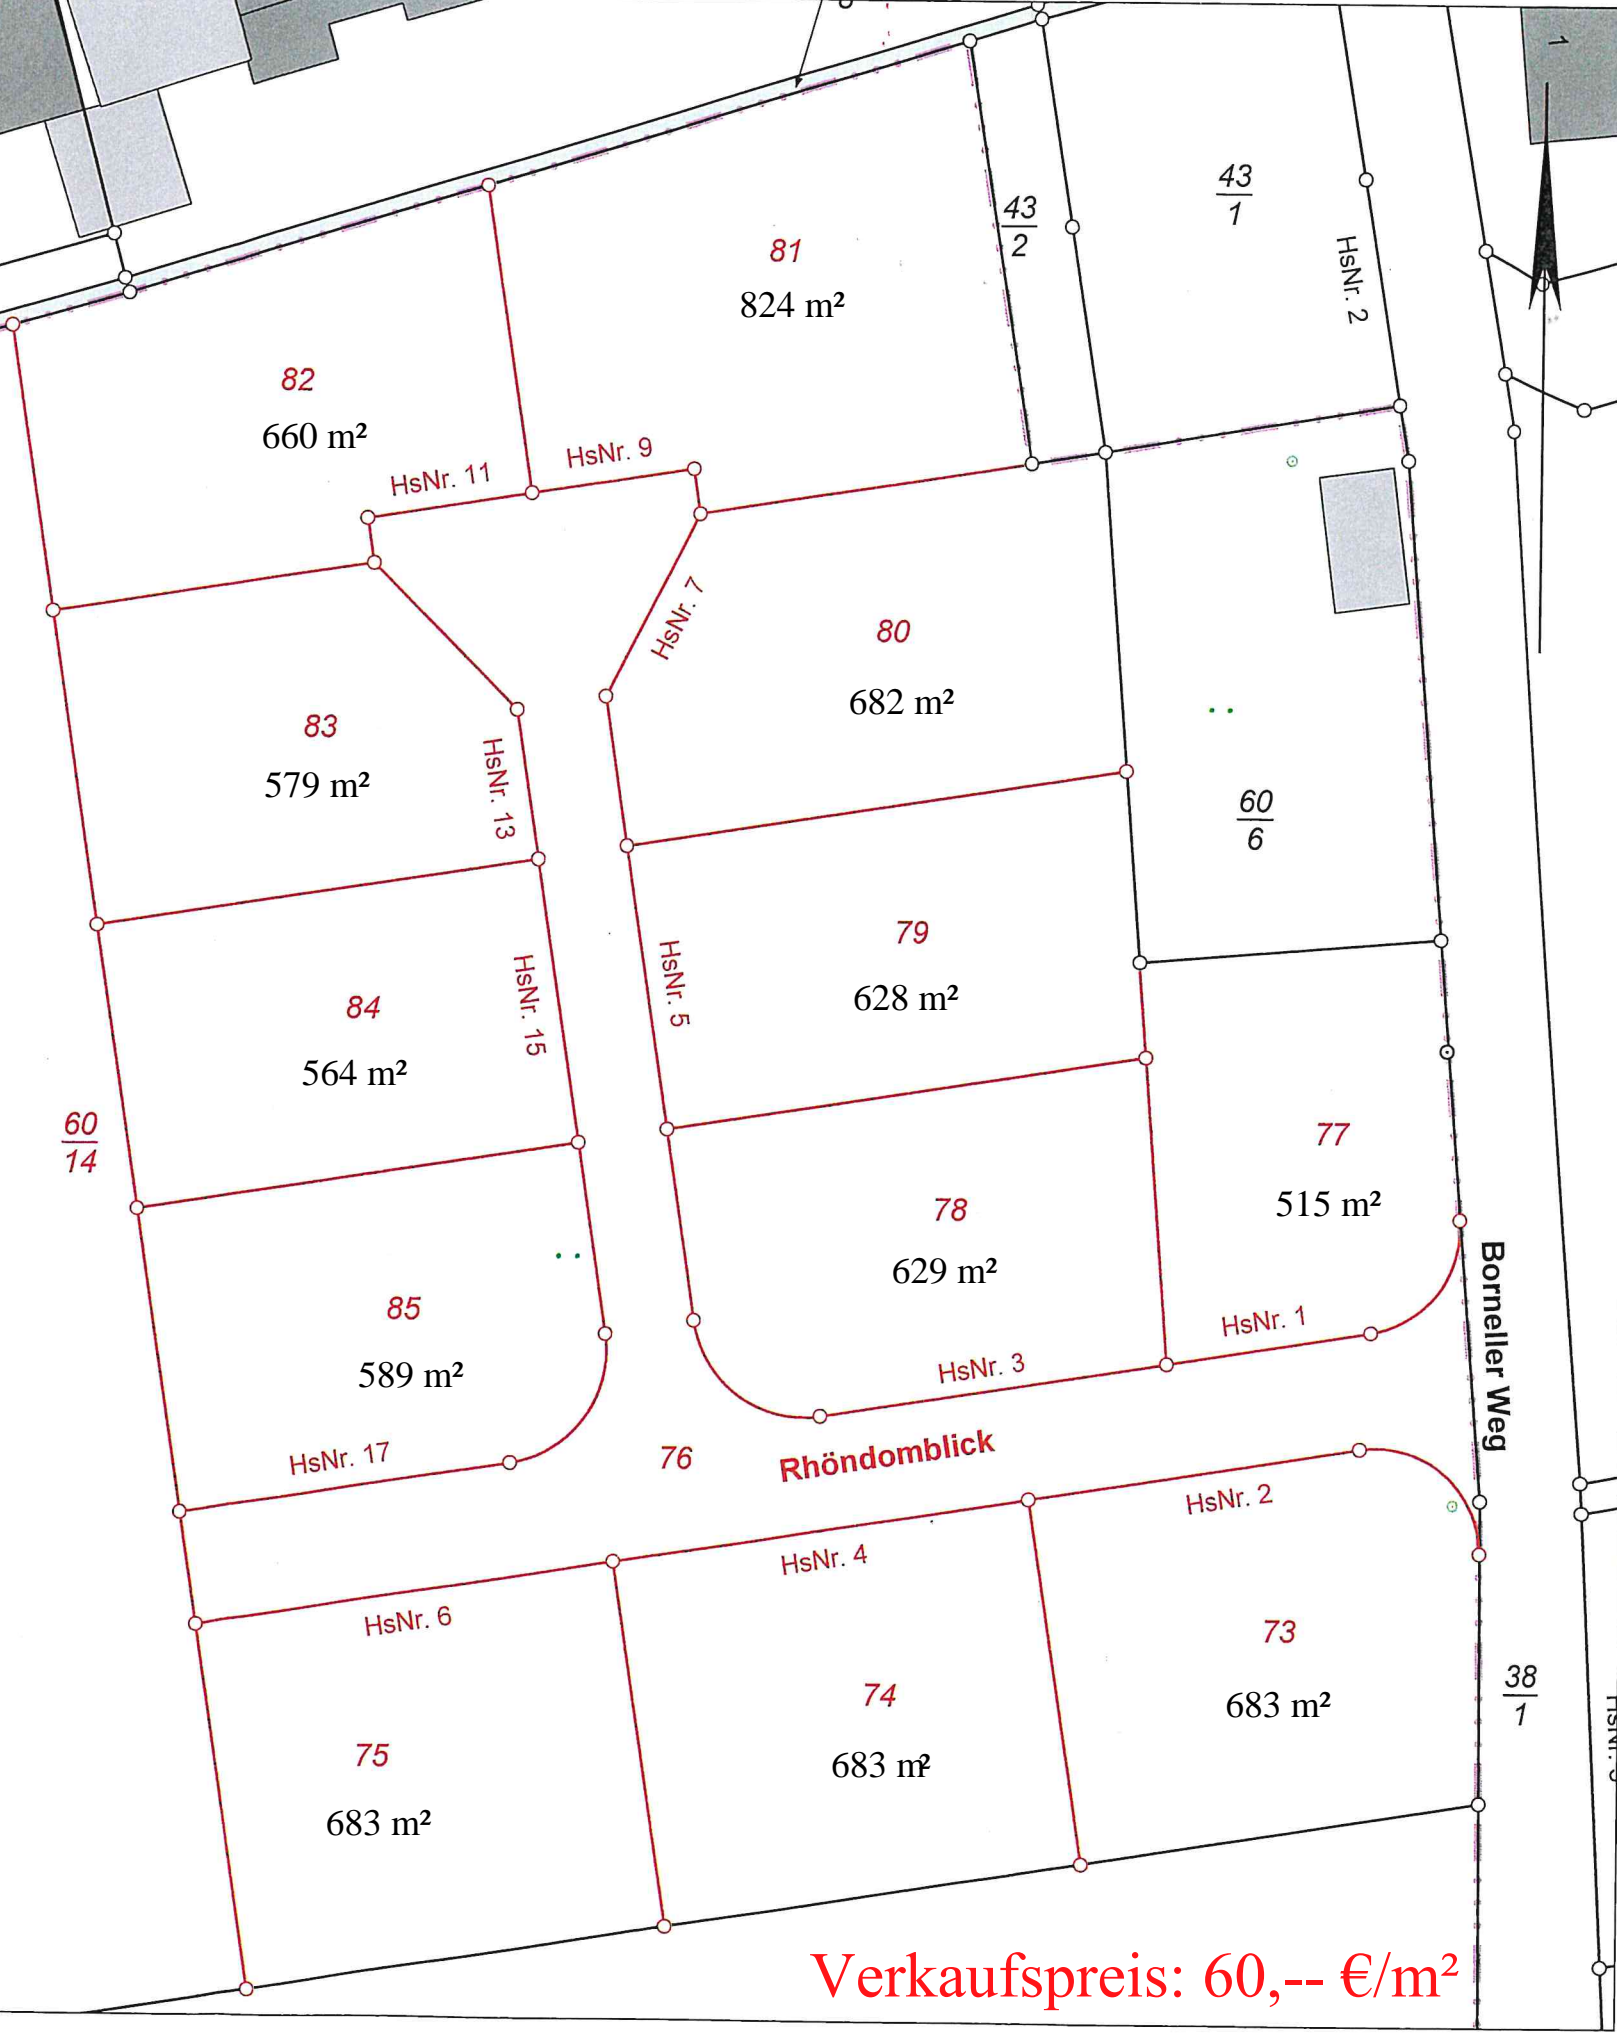 1
81
824 m²
43
2
43
1
HsNr. 2
82
660 m²
HsNr. 11
HsNr. 9
HsNr. 7
80
682 m²
83
579 m²
HsNr. 13
60
6
79
628 m²
HsNr. 5
84
564 m²
HsNr. 15
60
14
77
515 m²
78
629 m²
85
589 m²
HsNr. 1
HsNr. 3
HsNr. 17
Borneller Weg
76
Rhöndomblick
HsNr. 2
HsNr. 4
HsNr. 6
73
683 m²
38
1
74
683 m²
75
683 m²
Verkaufspreis: 60,-- €/m²